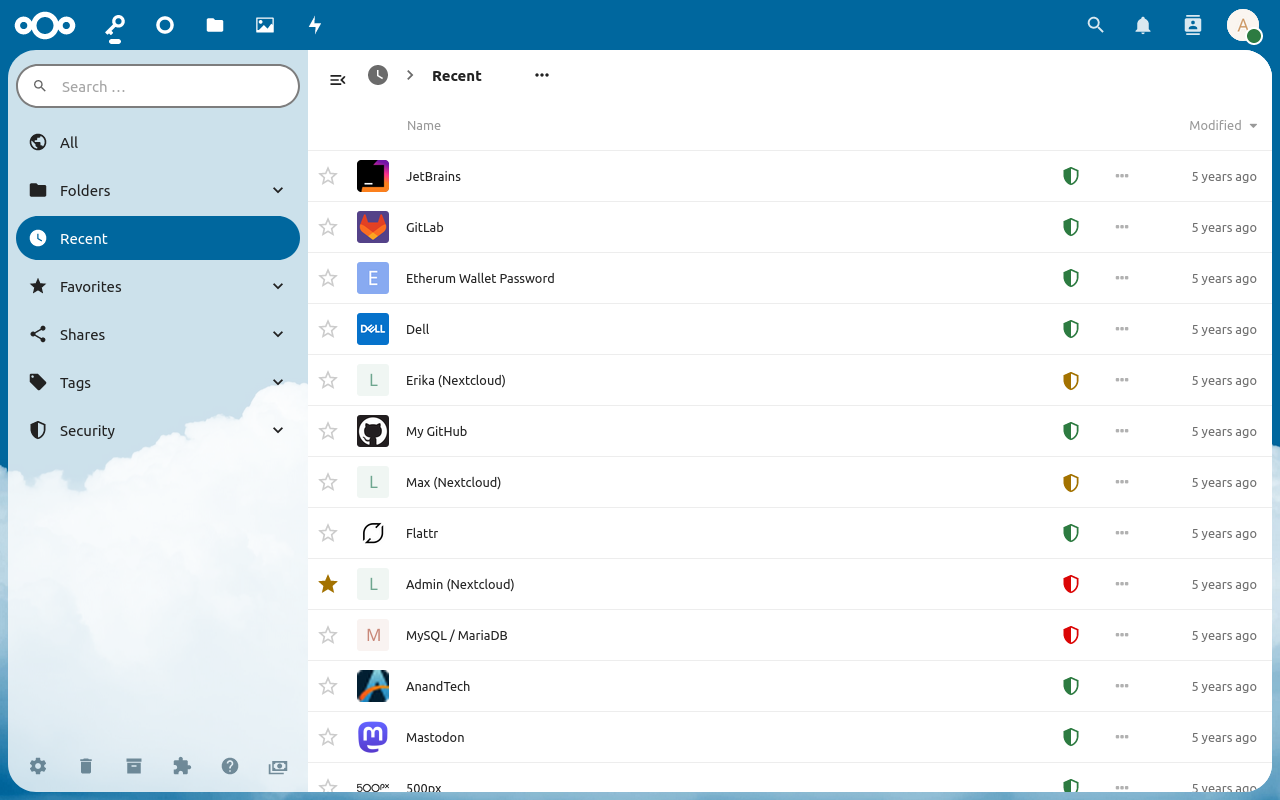 A
Search ...
All
Folders
Recent
Favorites
Shares
Tags
Security
Recent
Name
Modified
JetBrains
5 years ago
GitLab
5 years ago
E
Etherum Wallet Password
5 years ago
DELL
Dell
5 years ago
L
Erika (Nextcloud)
5 years ago
My GitHub
5 years ago
L
Max (Nextcloud)
5 years ago
Flattr
5 years ago
L
Admin (Nextcloud)
5 years ago
M
MySQL / MariaDB
5 years ago
AnandTech
5 years ago
Mastodon
5 years ago
500px
500px
5 years ago